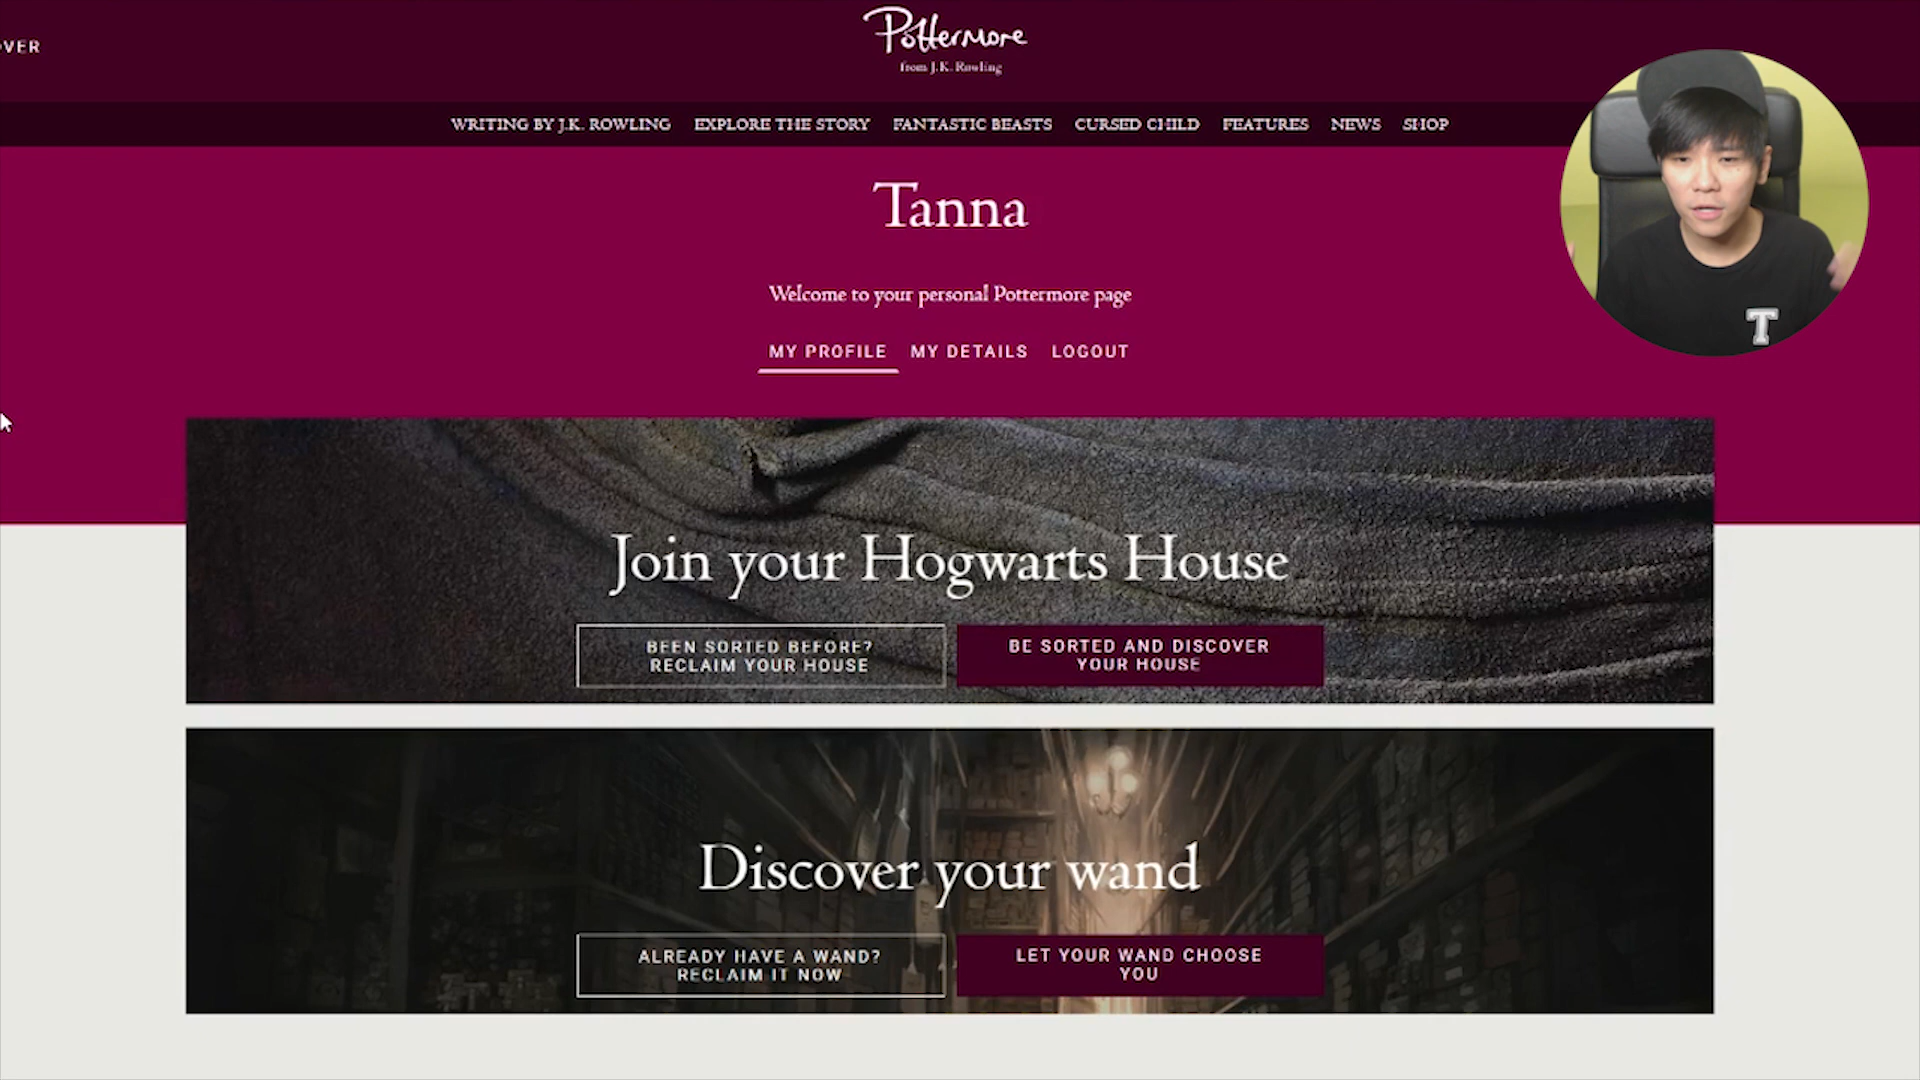 VER
Pottermore
from J.K. Rowling
WRITING BY J.K. ROWLING EXPLORE THE STORY FANTASTIC BEASTS CURSED CHILD FEATURES NEWS SHOP
Tanna
Welcome to your personal Pottermore page
MY PROFILE MY DETAILS LOGOUT
T
Join your Hogwarts House
BEEN SORTED BEFORE?
RECLAIM YOUR HOUSE
BE SORTED AND DISCOVER
YOUR HOUSE
Discover your wand
ALREADY HAVE A WAND?
RECLAIM IT NOW
LET YOUR WAND CHOOSE
YOU